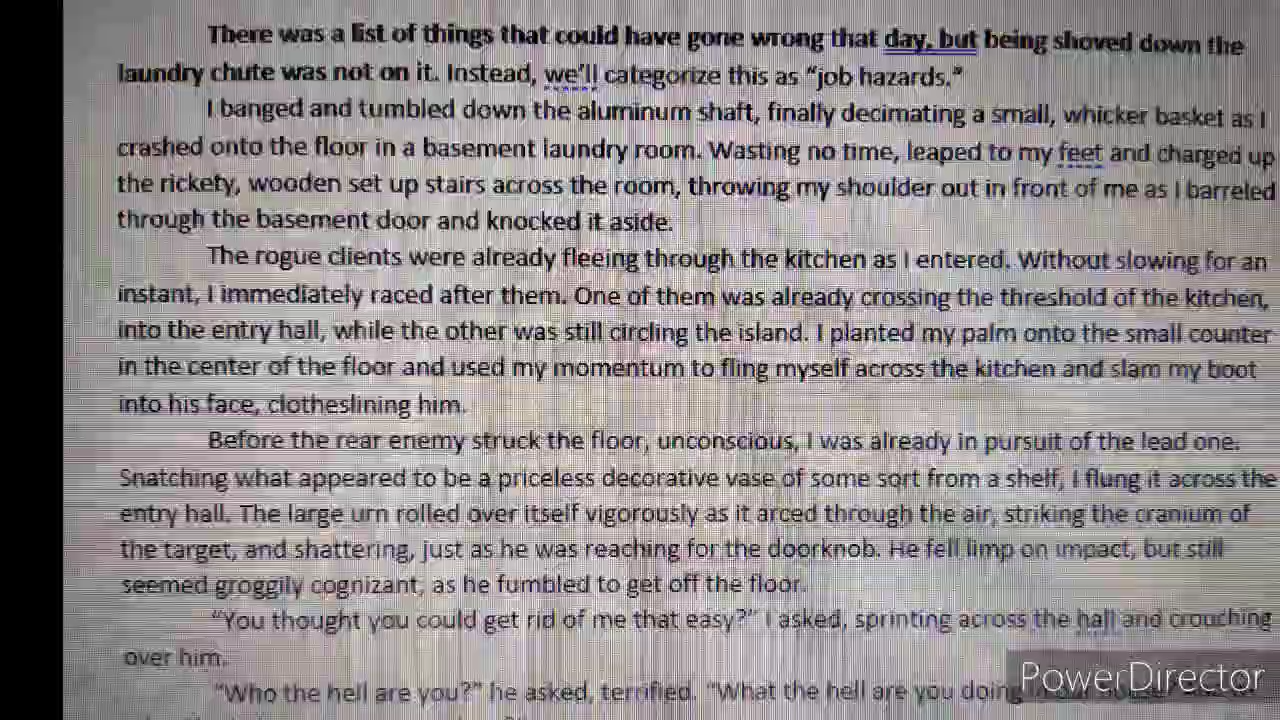 There was a list of things that could have gone wrong that day, but being shoved down the
laundry chute was not on it. Instead, we'll categorize this as "job hazards."
I banged and tumbled down the aluminum shaft, finally decimating a small, whicker basket as I
crashed onto the floor in a basement laundry room. Wasting no time, leaped to my feet and charged up
the rickety, wooden set up stairs across the room, throwing my shoulder out in front of me as I barreled
through the basement door and knocked it aside.
The rogue clients were already fleeing through the kitchen as I entered. Without slowing for an
instant, I immediately raced after them. One of them was already crossing the threshold of the kitchen,
into the entry hall, while the other was still circling the island. I planted my palm onto the small counter
in the center of the floor and used my momentum to fling myself across the kitchen and slam my boot
into his face, clotheslining him.
Before the rear enemy struck the floor, unconscious, I was already in pursuit of the lead one.
Snatching what appeared to be a priceless decorative vase of some sort from a shelf, I flung it across the
entry hall. The large urn rolled over itself vigorously as it arced through the air, striking the cranium of
the target, and shattering, just as he was reaching for the doorknob. He fell limp on impact, but still
seemed groggily cognizant, as he fumbled to get off the floor.
"You thought you could get rid of me that easy?" I asked, sprinting across the hall and crouching
over him.
"Who the hell are you?" he asked, terrified. "What the hell are you doing
PowerDirector